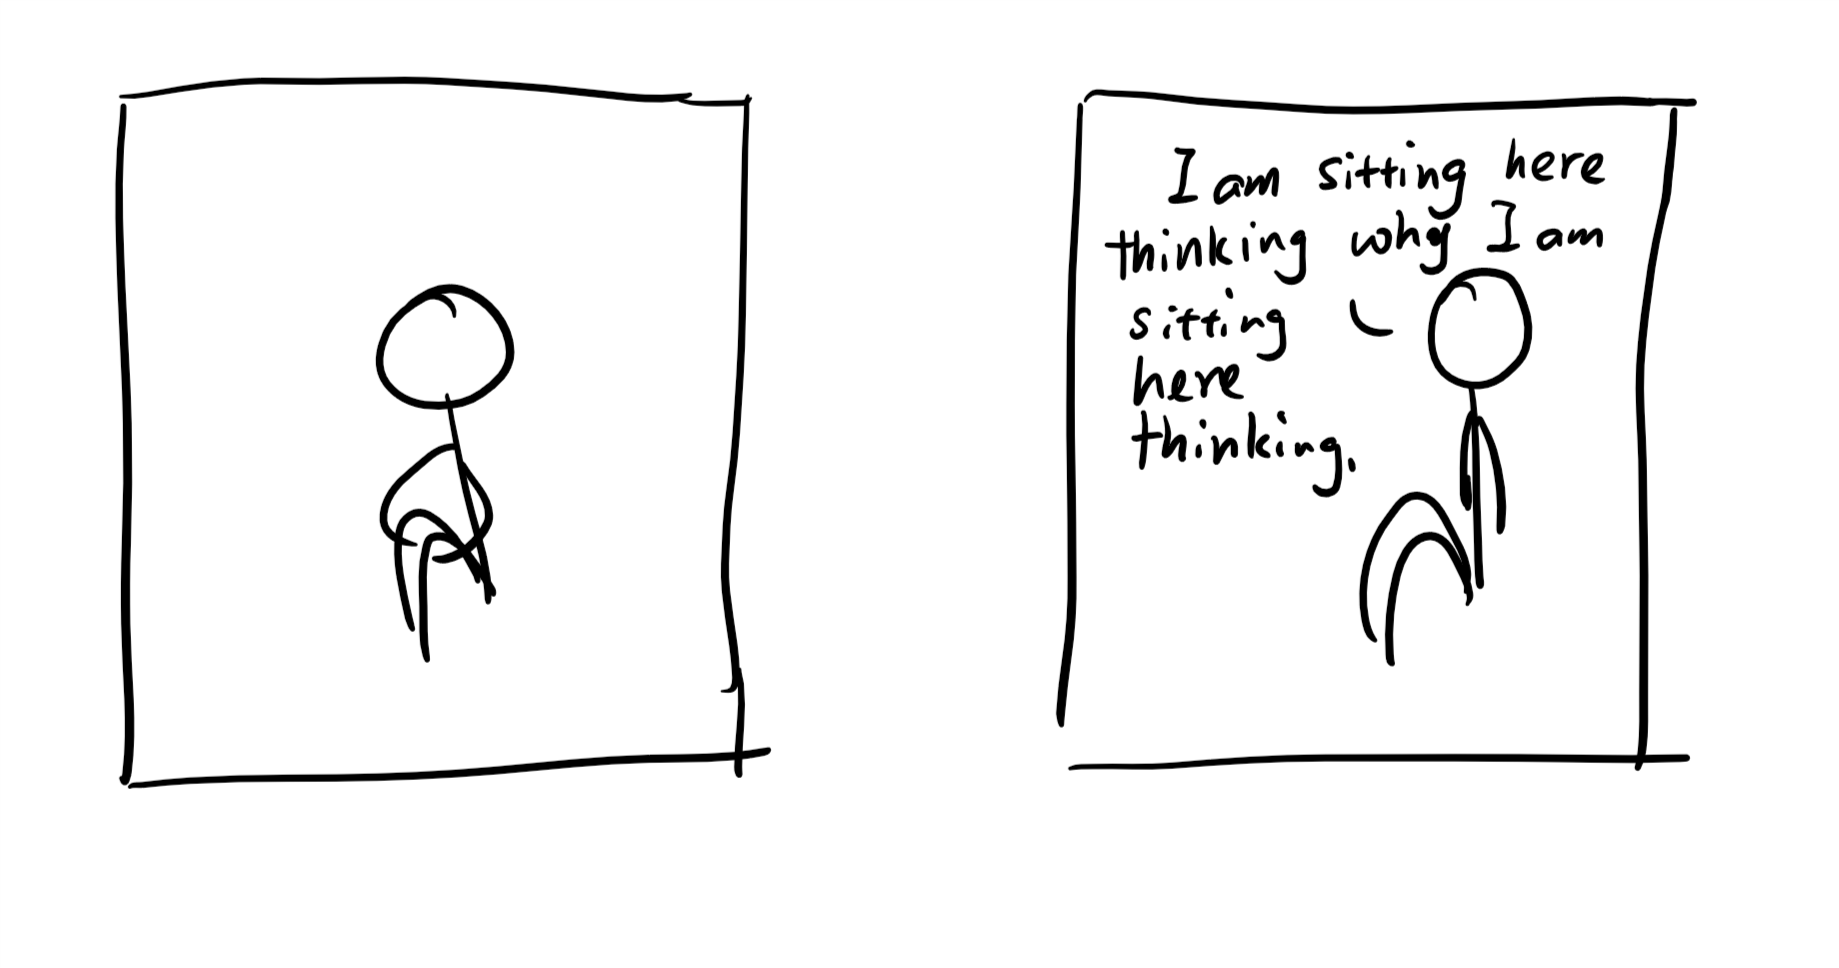 I am sitting here
thinking why I am
sitting
here
thinking.